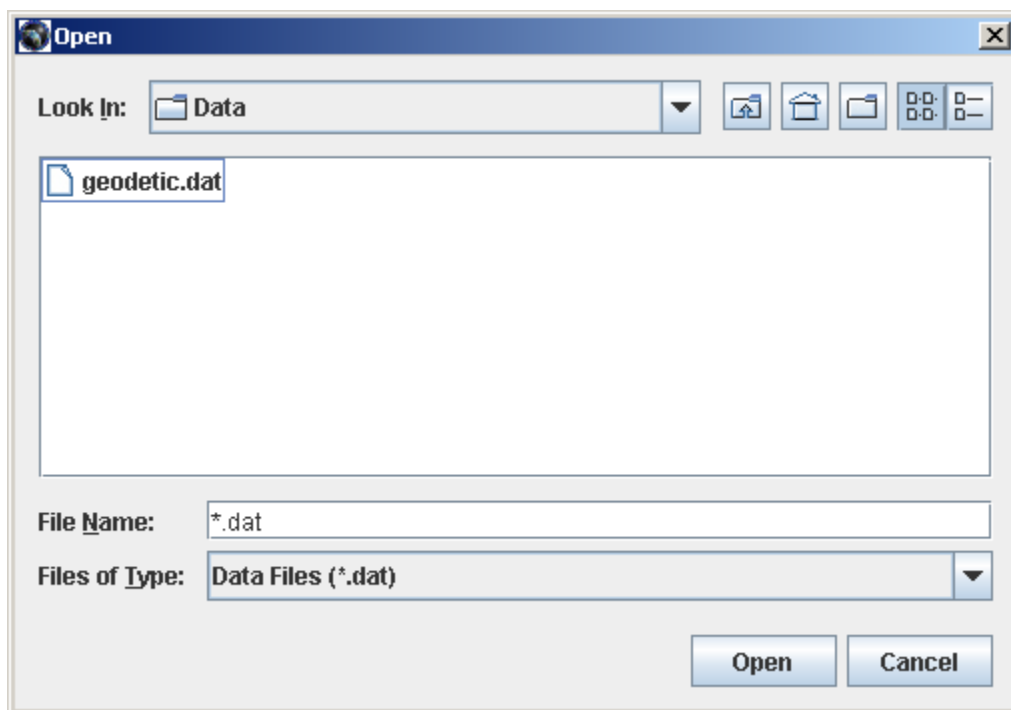 Open
Look In: Data
geodetic.dat
File Name: *.dat
Files of Type: Data Files (*.dat)
Open Cancel